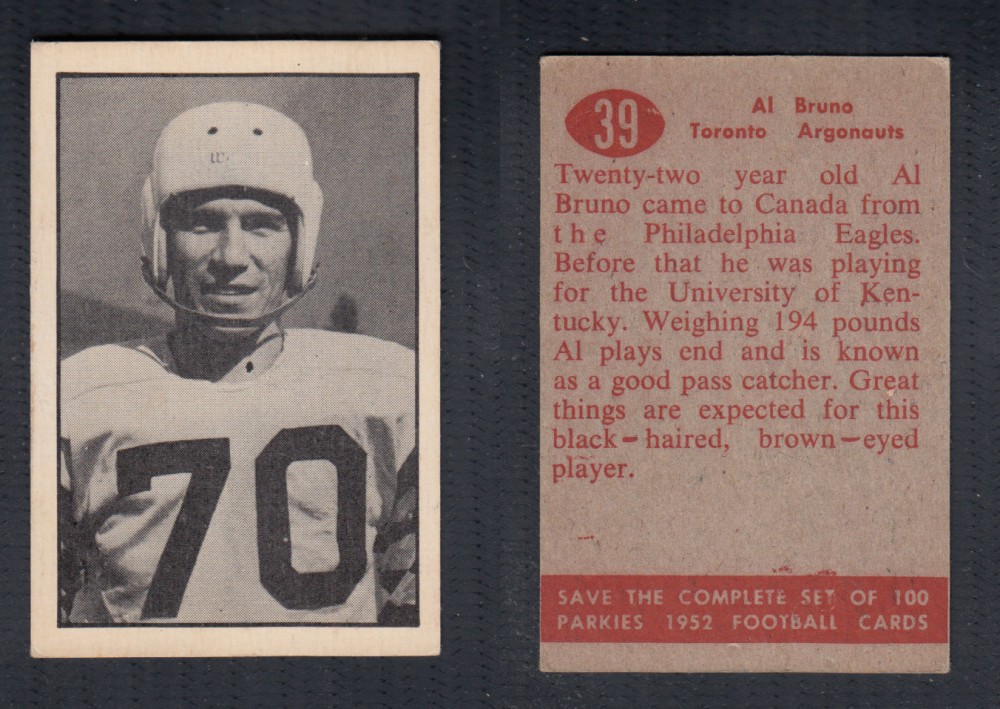 70
39
Al Bruno
Toronto Argonauts
Twenty-two year old Al
Bruno came to Canada from
the Philadelphia Eagles.
Before that he was playing
for the University of Ken-
tucky. Weighing 194 pounds
Al plays end and is known
as a good pass catcher. Great
things are expected for this
black-haired, brown-eyed
player.
SAVE THE COMPLETE SET OF 100
PARKIES 1952 FOOTBALL CARDS